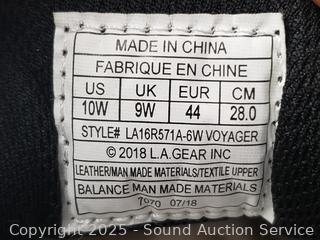 MADE IN CHINA
FABRIQUE EN CHINE
US UK EUR CM
10W 9W 44 28.0
STYLE# LA16R571A-6W VOYAGER
© 2018 L.A.GEAR INC
LEATHER/MAN MADE MATERIALS/TEXTILE UPPER
BALANCE MAN MADE MATERIALS
7070 07/18
Copyright © 2025 - Sound Auction Service